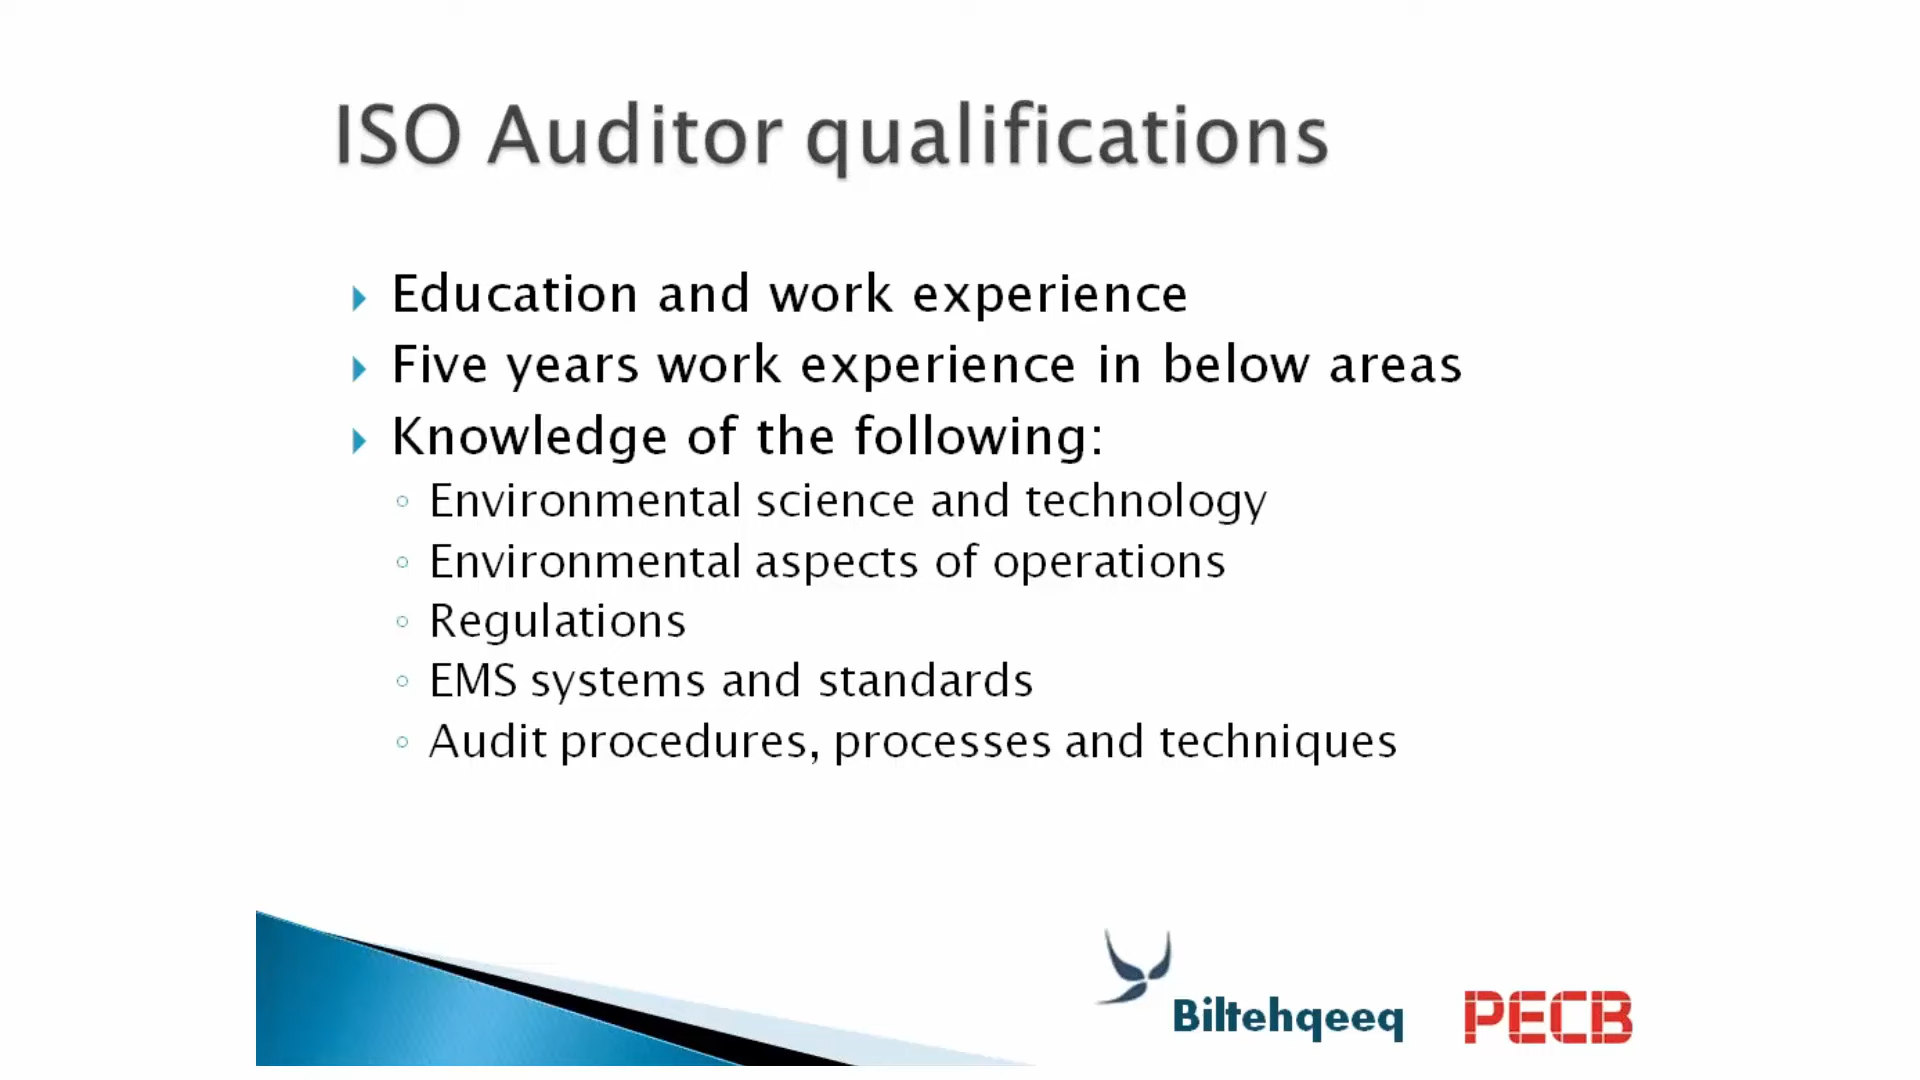 ISO Auditor qualifications
Education and work experience
Five years work experience in below areas
Knowledge of the following:
Environmental science and technology
Environmental aspects of operations
Regulations
EMS systems and standards
Audit procedures, processes and techniques
Biltehqeeq
PECB